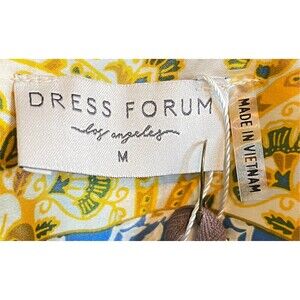 DRESS FORUM
los angeles
M
MADE IN VIETNAM